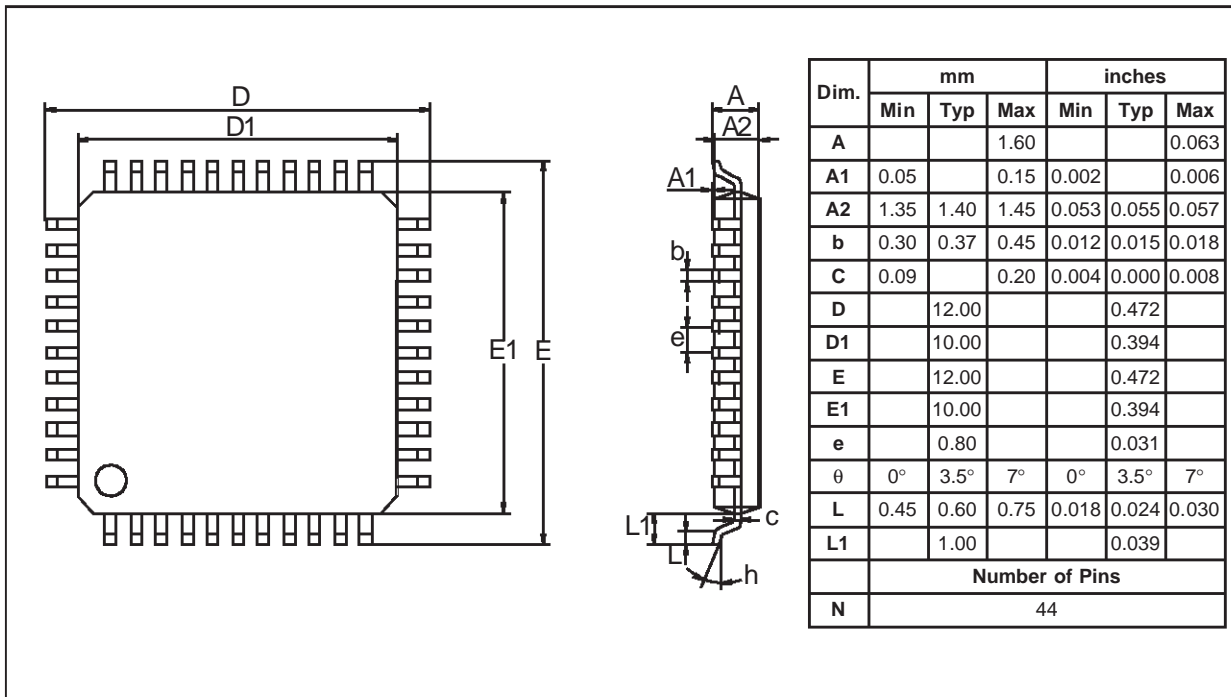 D
D1
E1
E
A
A2
A1
b
e
L1
L
c
h
Dim. mm inches
Min Typ Max Min Typ Max
A 1.60 0.063
A1 0.05 0.15 0.002 0.006
A2 1.35 1.40 1.45 0.053 0.055 0.057
b 0.30 0.37 0.45 0.012 0.015 0.018
C 0.09 0.20 0.004 0.000 0.008
D 12.00 0.472
D1 10.00 0.394
E 12.00 0.472
E1 10.00 0.394
e 0.80 0.031
θ 0° 3.5° 7° 0° 3.5° 7°
L 0.45 0.60 0.75 0.018 0.024 0.030
L1 1.00 0.039
Number of Pins
N 44